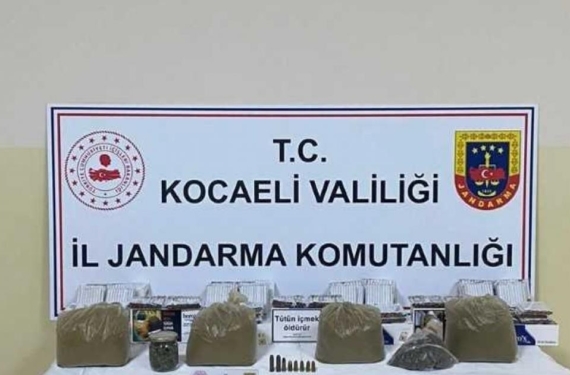 T.C.
KOCAELİ VALİLİĞİ
İL JANDARMA KOMUTANLIĞI
JANDARMA
Tütün içmek
öldürür